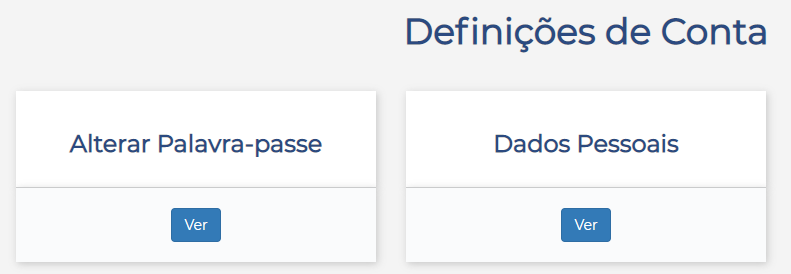 Definições de Conta
Alterar Palavra-passe
Dados Pessoais
Ver
Ver